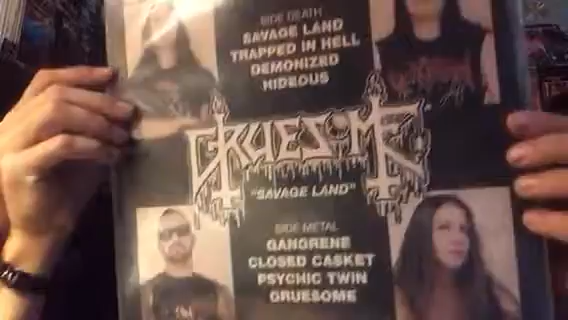 SIDE DEATH
SAVAGE LAND
TRAPPED IN HELL
DEMONIZED
HIDEOUS
GRUESOME
"SAVAGE LAND"
SIDE METAL
GANGRENE
CLOSED CASKET
PSYCHIC TWIN
GRUESOME